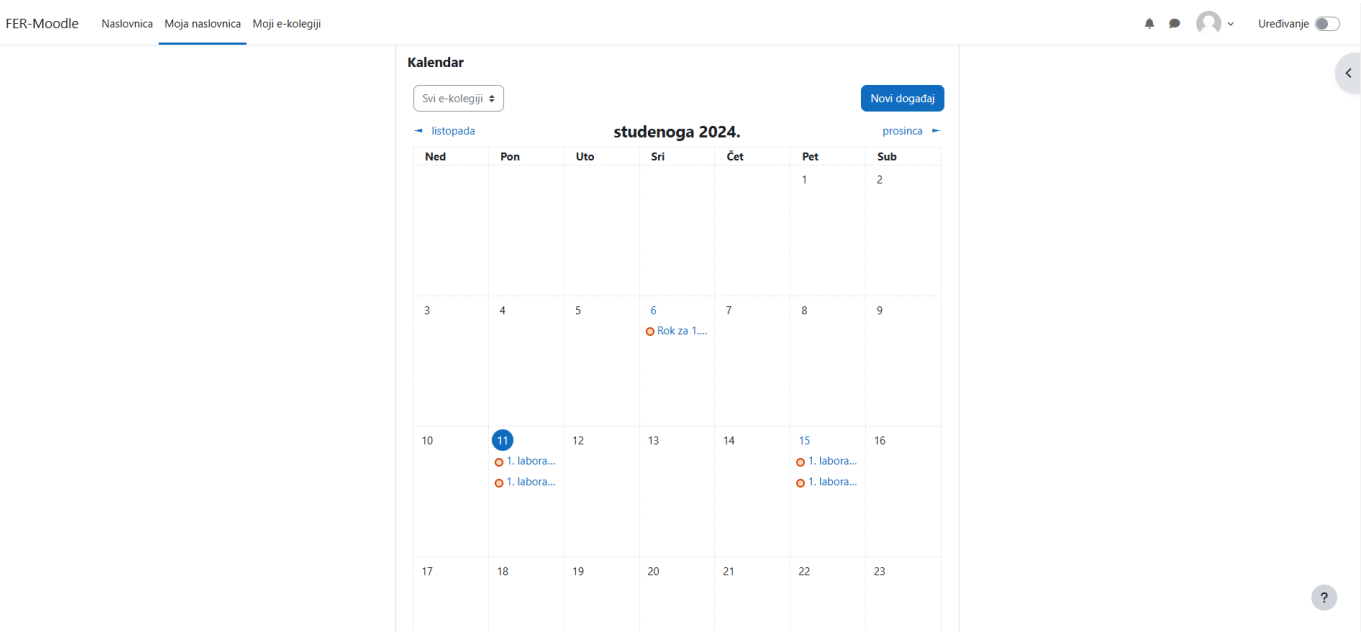 FER-Moodle Naslovnica Moja naslovnica Moji e-kolegiji Uređivanje
Kalendar
Svi e-kolegiji Novi događaj
◄ listopada studenoga 2024. prosinca ►
Ned Pon Uto Sri Čet Pet Sub
1 2
3 4 5 6 7 8 9
Rok za 1....
10 11 12 13 14 15 16
1. labora... 1. labora...
1. labora... 1. labora...
17 18 19 20 21 22 23
?